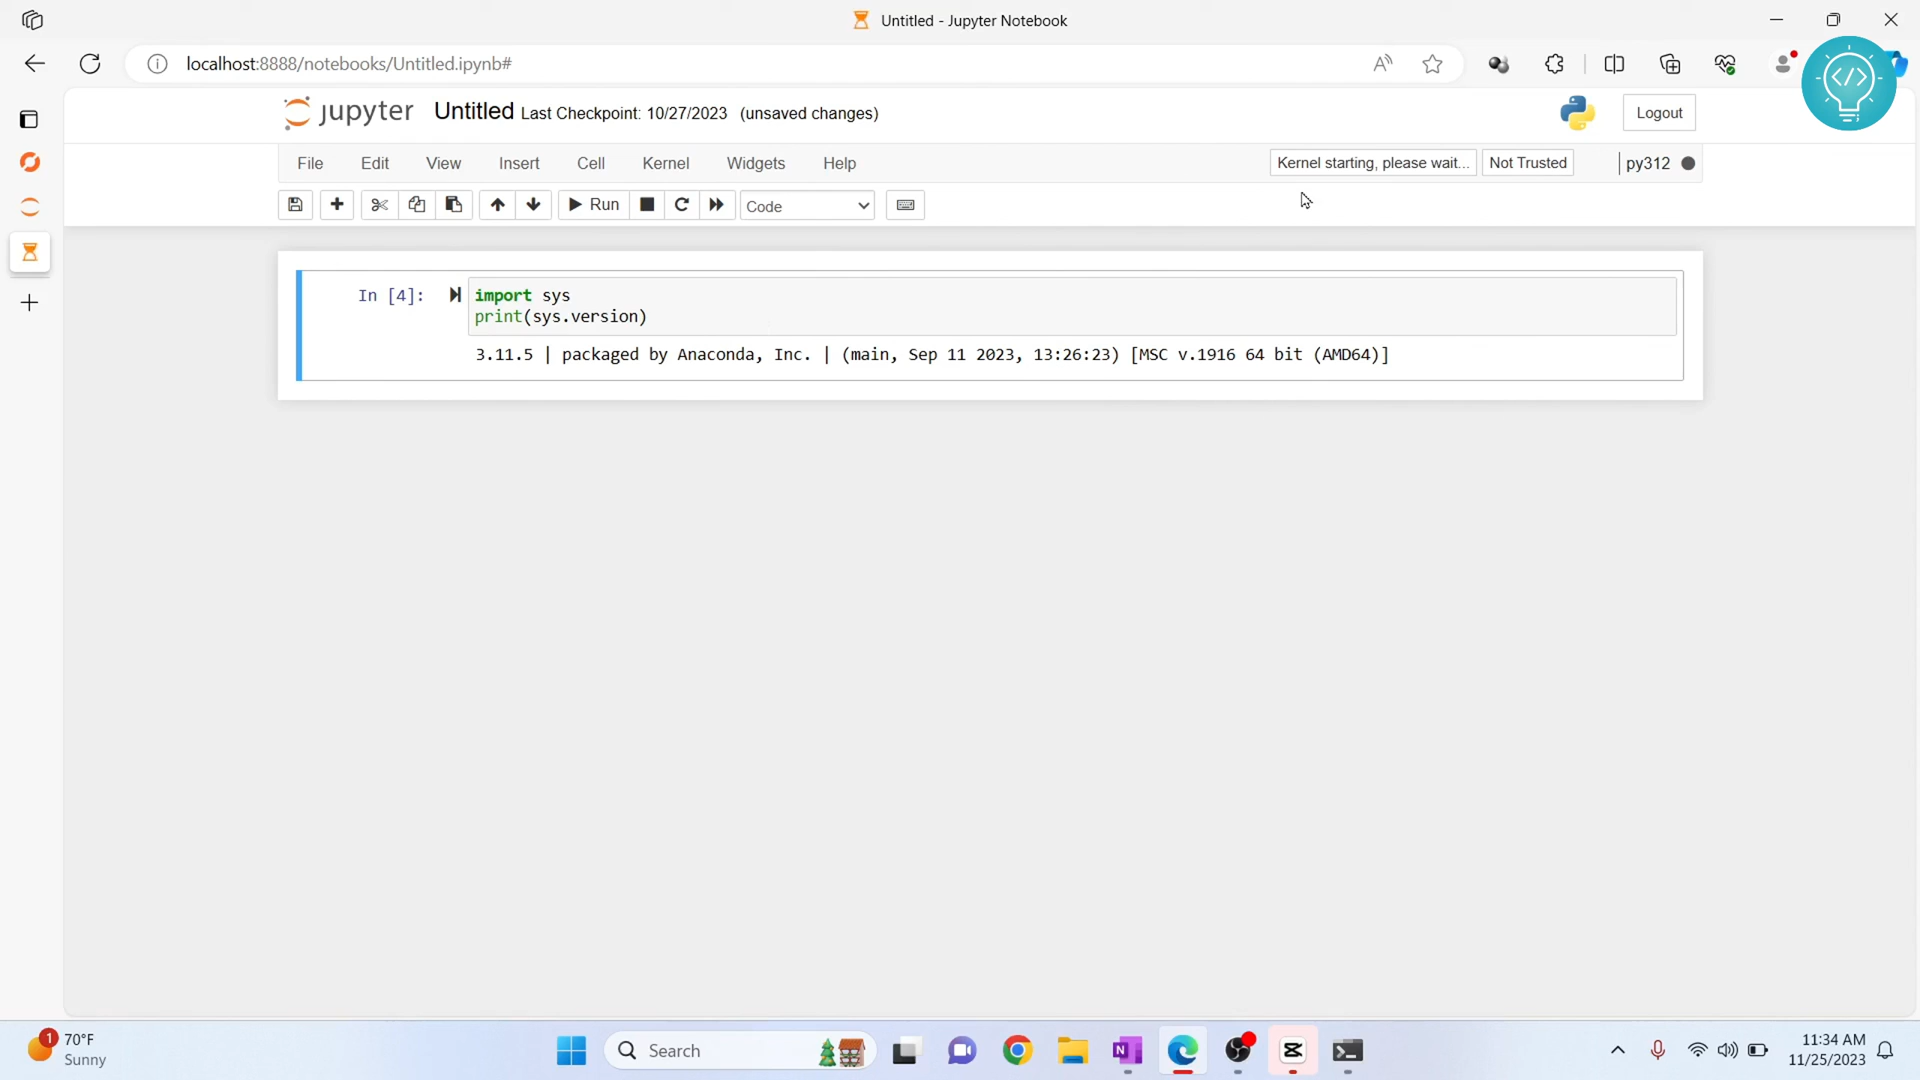 Untitled - Jupyter Notebook
localhost:8888/notebooks/Untitled.ipynb#
jupyter Untitled Last Checkpoint: 10/27/2023 (unsaved changes)
Logout
File Edit View Insert Cell Kernel Widgets Help
Kernel starting, please wait... Not Trusted py312
Run Code
In [4]: import sys
print(sys.version)
3.11.5 | packaged by Anaconda, Inc. | (main, Sep 11 2023, 13:26:23) [MSC v.1916 64 bit (AMD64)]
1 70°F
Sunny
Search
11:34 AM
11/25/2023